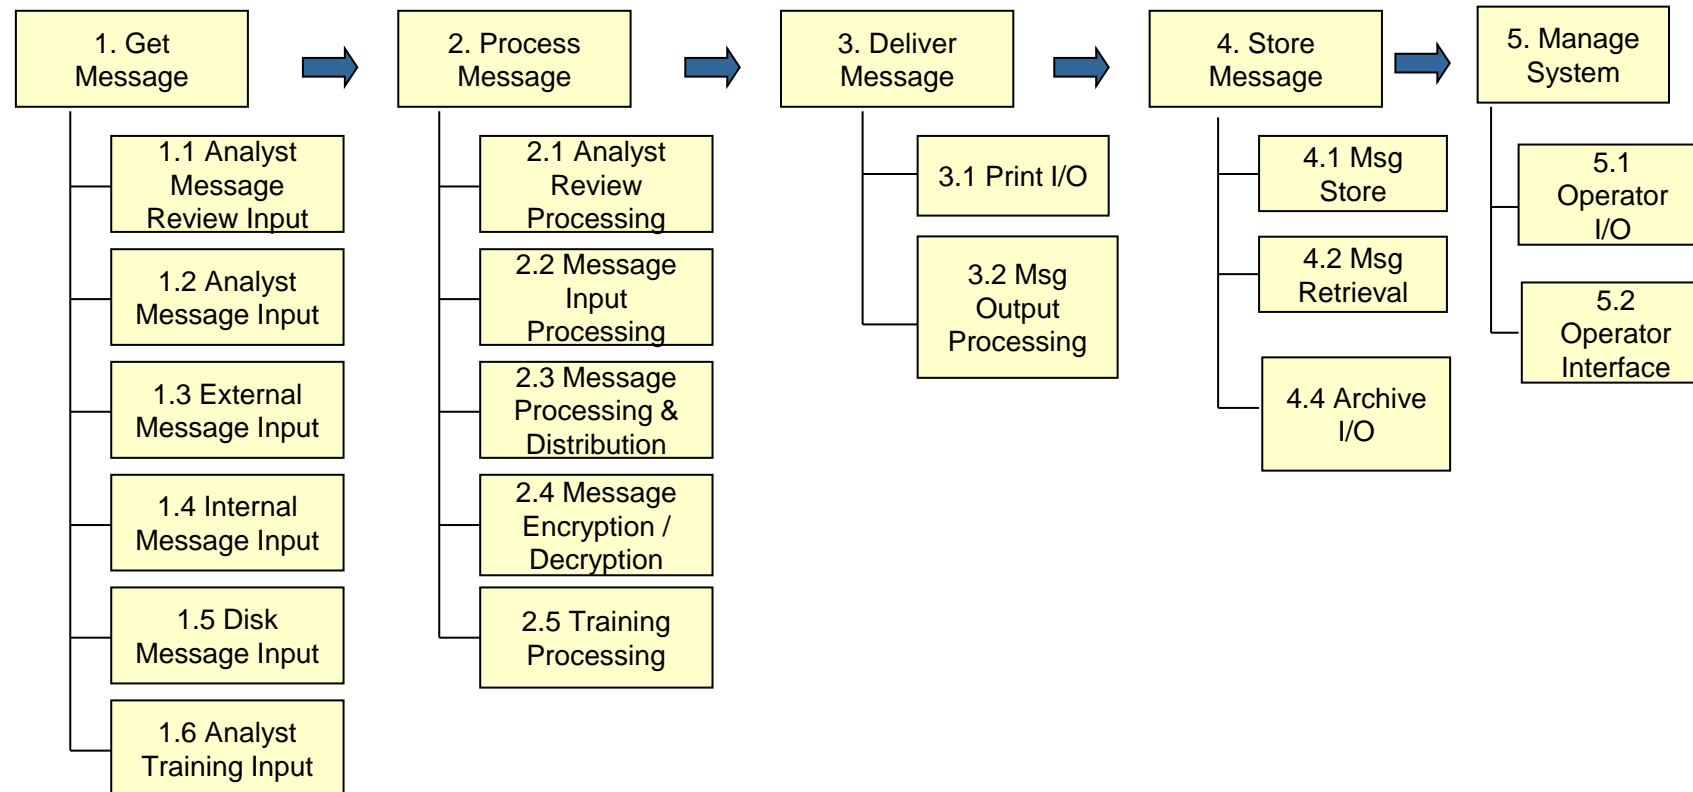 1. Get
Message
2. Process
Message
3. Deliver
Message
4. Store
Message
5. Manage
System
1.1 Analyst
Message
Review Input
1.2 Analyst
Message Input
1.3 External
Message Input
1.4 Internal
Message Input
1.5 Disk
Message Input
1.6 Analyst
Training Input
2.1 Analyst
Review
Processing
2.2 Message
Input
Processing
2.3 Message
Processing &
Distribution
2.4 Message
Encryption /
Decryption
2.5 Training
Processing
3.1 Print I/O
3.2 Msg
Output
Processing
4.1 Msg
Store
4.2 Msg
Retrieval
4.4 Archive
I/O
5.1
Operator
I/O
5.2
Operator
Interface